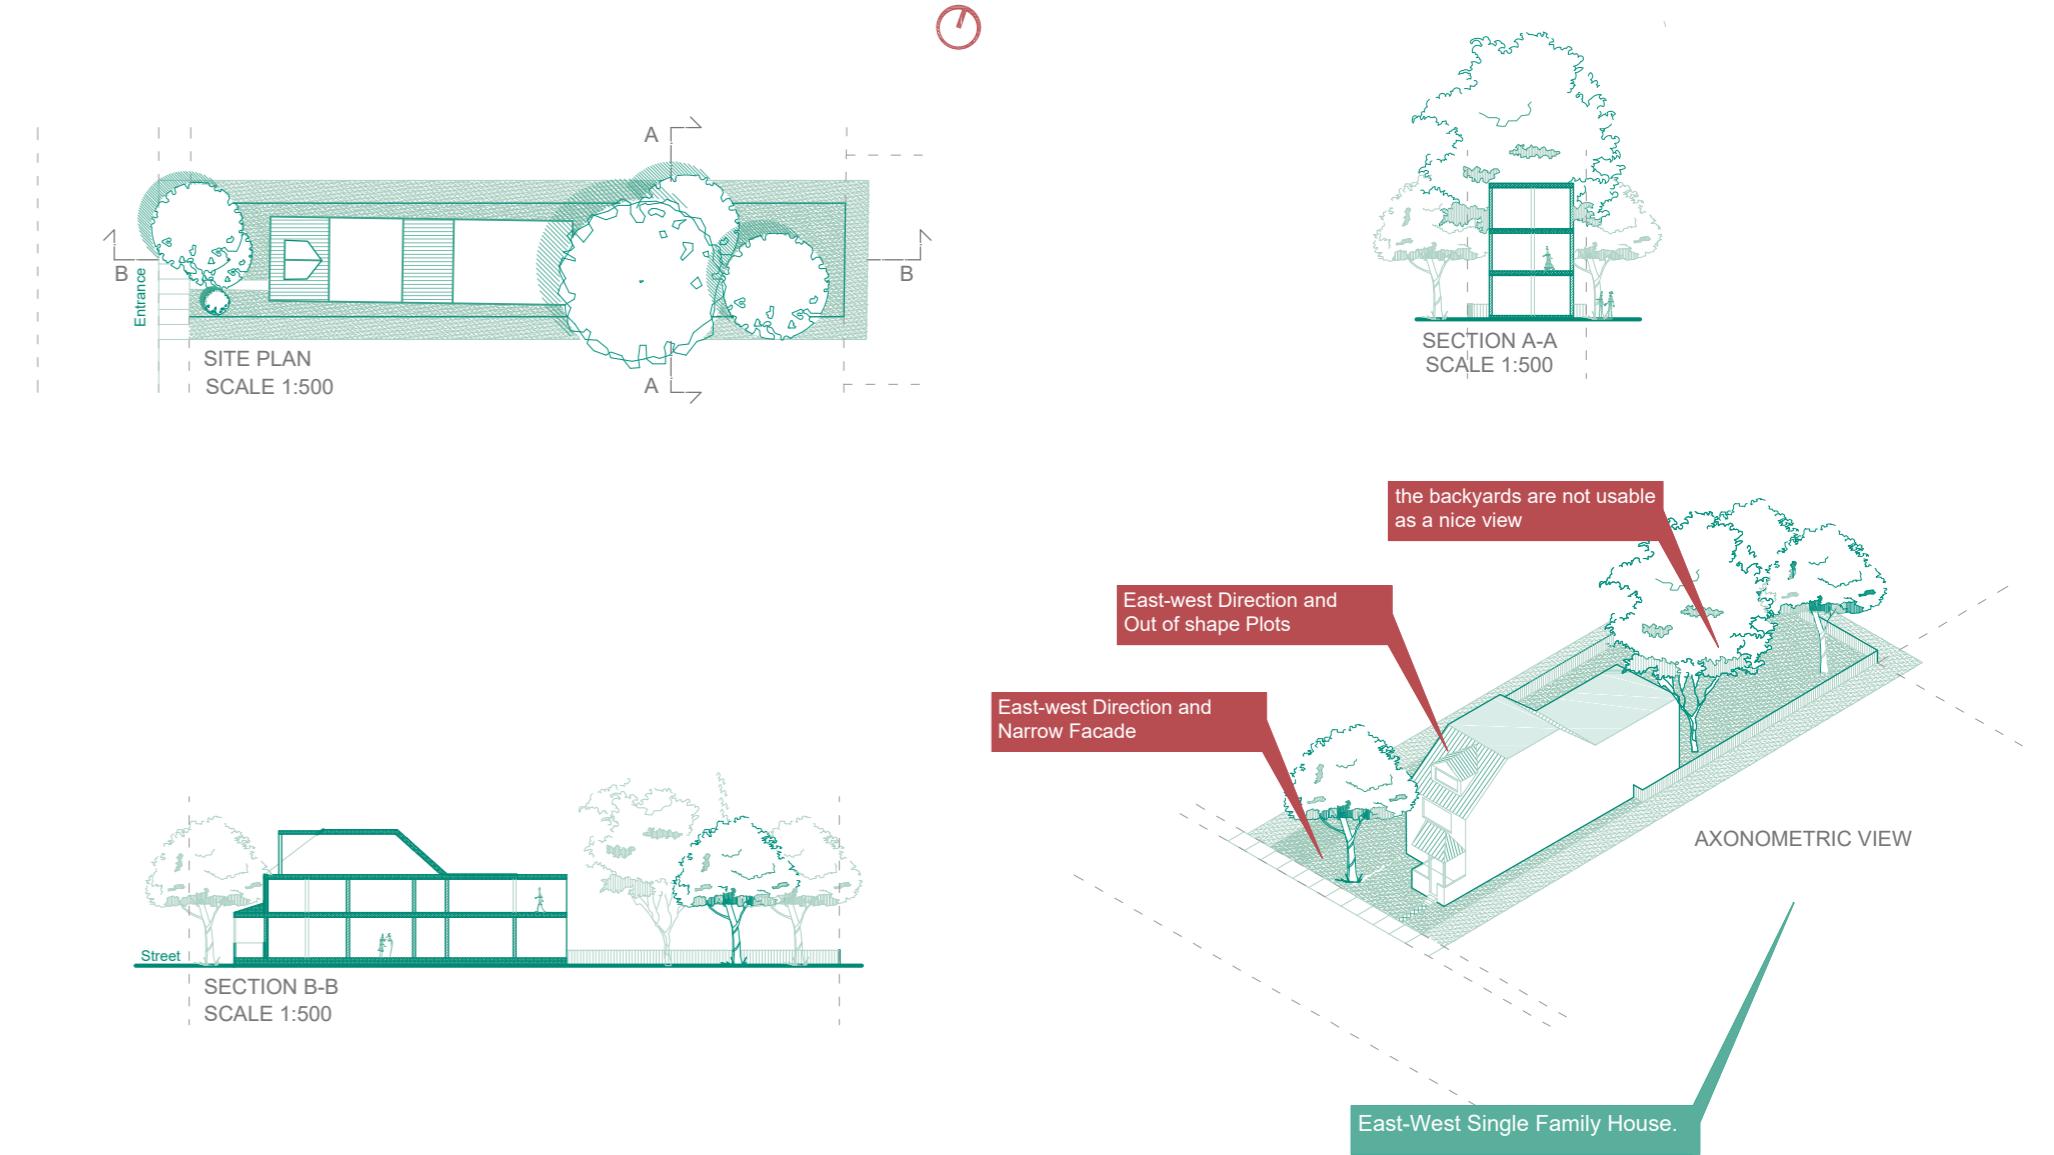 A
B
B
Entrance
SITE PLAN
SCALE 1:500
A
SECTION A-A
SCALE 1:500
the backyards are not usable
as a nice view
East-west Direction and
Out of shape Plots
East-west Direction and
Narrow Facade
AXONOMETRIC VIEW
Street
SECTION B-B
SCALE 1:500
East-West Single Family House.